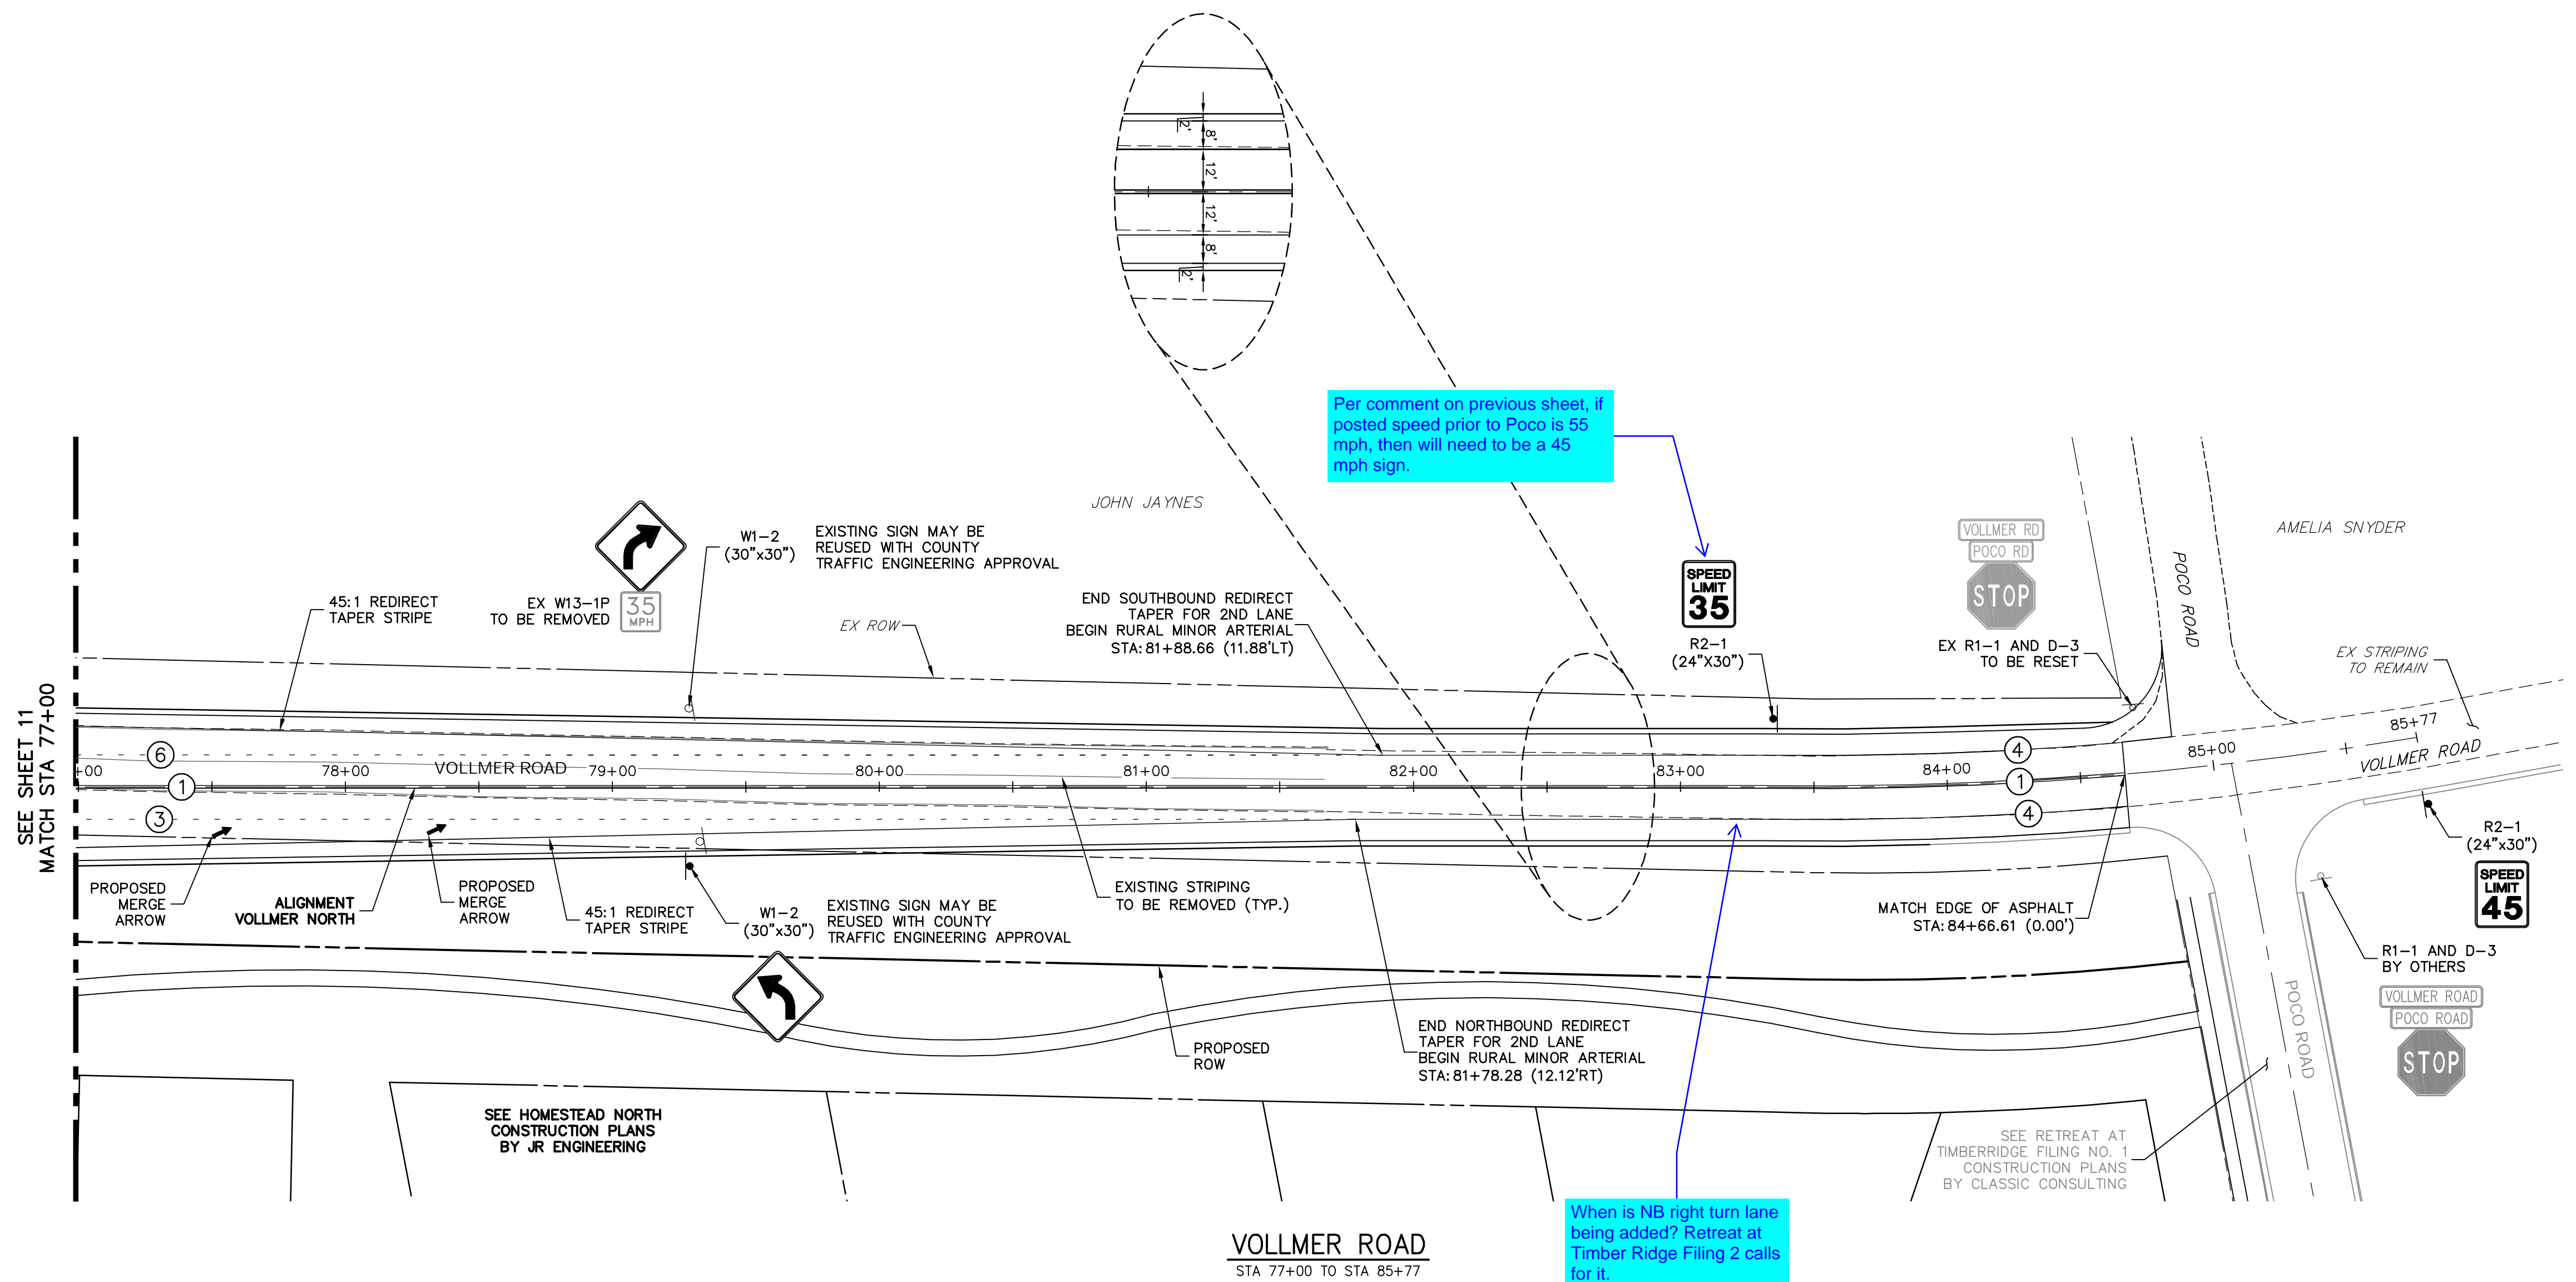 2'
8'
12'
12'
8'
2'
Per comment on previous sheet, if
posted speed prior to Poco is 55
mph, then will need to be a 45
mph sign.
JOHN JAYNES
AMELIA SNYDER
W1-2
(30"x30")
EXISTING SIGN MAY BE
REUSED WITH COUNTY
TRAFFIC ENGINEERING APPROVAL
VOLLMER RD
POCO RD
STOP
POCO ROAD
SPEED
LIMIT
35
R2-1
(24"X30")
45:1 REDIRECT
TAPER STRIPE
EX W13-1P
TO BE REMOVED
35
MPH
EX ROW
END SOUTHBOUND REDIRECT
TAPER FOR 2ND LANE
BEGIN RURAL MINOR ARTERIAL
STA: 81+88.66 (11.88'LT)
EX R1-1 AND D-3
TO BE RESET
EX STRIPING
TO REMAIN
SEE SHEET 11
MATCH STA 77+00
6
1
3
4
1
4
+00
78+00
VOLLMER ROAD
79+00
80+00
81+00
82+00
83+00
84+00
85+00
85+77
VOLLMER ROAD
R2-1
(24"x30")
SPEED
LIMIT
45
PROPOSED
MERGE
ARROW
ALIGNMENT
VOLLMER NORTH
PROPOSED
MERGE
ARROW
45:1 REDIRECT
TAPER STRIPE
W1-2
(30"x30")
EXISTING SIGN MAY BE
REUSED WITH COUNTY
TRAFFIC ENGINEERING APPROVAL
EXISTING STRIPING
TO BE REMOVED (TYP.)
MATCH EDGE OF ASPHALT
STA: 84+66.61 (0.00')
R1-1 AND D-3
BY OTHERS
VOLLMER ROAD
POCO ROAD
STOP
POCO ROAD
PROPOSED
ROW
END NORTHBOUND REDIRECT
TAPER FOR 2ND LANE
BEGIN RURAL MINOR ARTERIAL
STA: 81+78.28 (12.12'RT)
SEE HOMESTEAD NORTH
CONSTRUCTION PLANS
BY JR ENGINEERING
SEE RETREAT AT
TIMBERRIDGE FILING NO. 1
CONSTRUCTION PLANS
BY CLASSIC CONSULTING
When is NB right turn lane
being added? Retreat at
Timber Ridge Filing 2 calls
for it.
VOLLMER ROAD
STA 77+00 TO STA 85+77